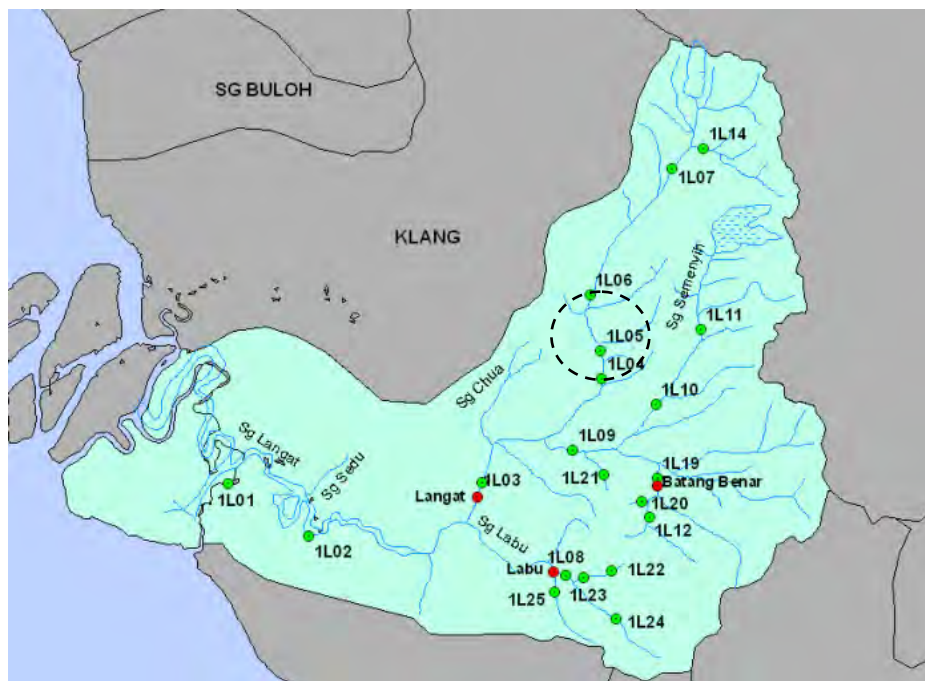 SG BULOH
1L14
1L07
KLANG
Sg Semenyih
1L06
1L11
1L05
1L04
Sg Chua
1L10
Sg Langat
1L09
Sg Sedu
1L03
1L21
1L19
Batang Benar
1L01
Langat
1L20
1L12
Sg Labu
1L02
1L08
Labu
1L22
1L23
1L25
1L24